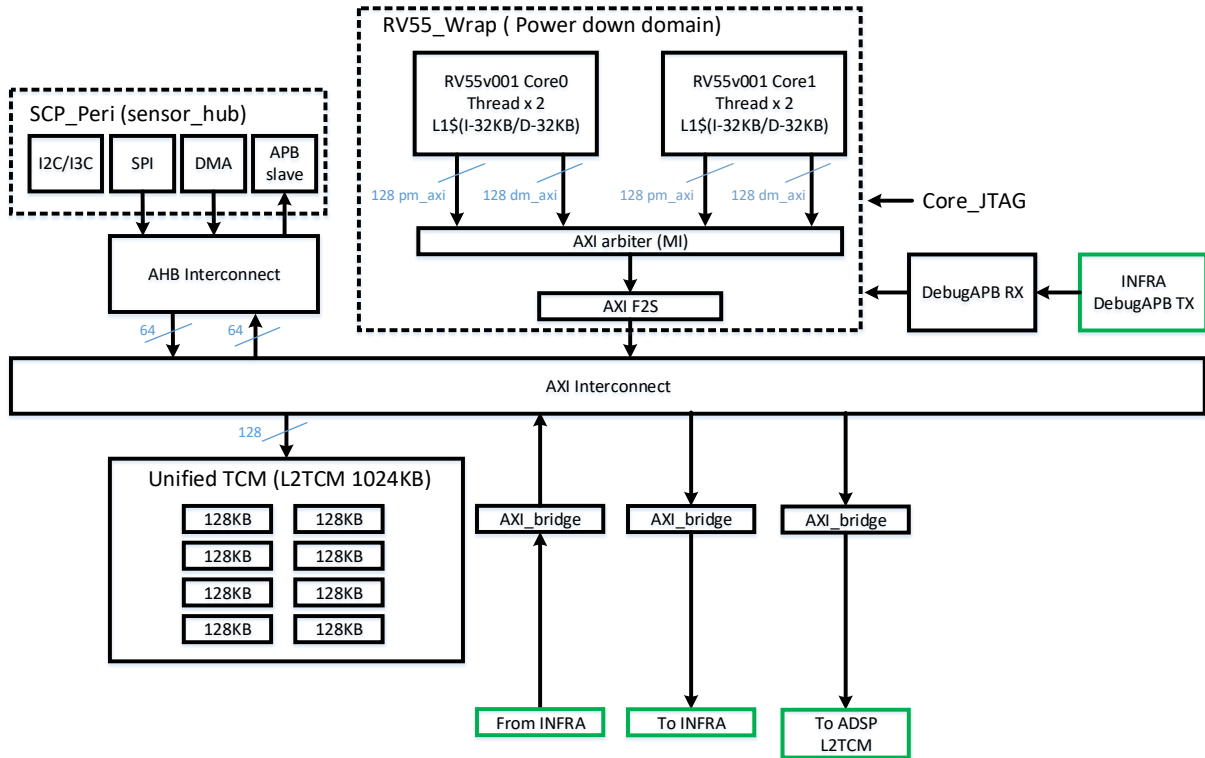 RV55_Wrap ( Power down domain)
RV55v001 Core0
Thread x 2
L1$(I-32KB/D-32KB)
RV55v001 Core1
Thread x 2
L1$(I-32KB/D-32KB)
SCP_Peri (sensor_hub)
I2C/I3C
SPI
DMA
APB
slave
128 pm_axi
128 dm_axi
128 pm_axi
128 dm_axi
Core_JTAG
AXI arbiter (MI)
AHB Interconnect
AXI F2S
DebugAPB RX
INFRA
DebugAPB TX
64
64
AXI Interconnect
128
Unified TCM (L2TCM 1024KB)
128KB
128KB
128KB
128KB
128KB
128KB
128KB
128KB
AXI_bridge
AXI_bridge
AXI_bridge
From INFRA
To INFRA
To ADSP
L2TCM